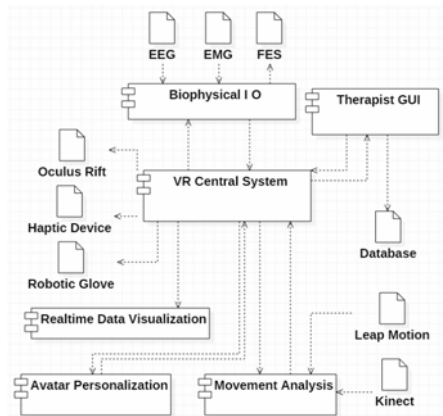 EEG EMG FES
Biophysical I O
Therapist GUI
Oculus Rift
VR Central System
Haptic Device
Database
Robotic Glove
Realtime Data Visualization
Leap Motion
Avatar Personalization
Movement Analysis
Kinect